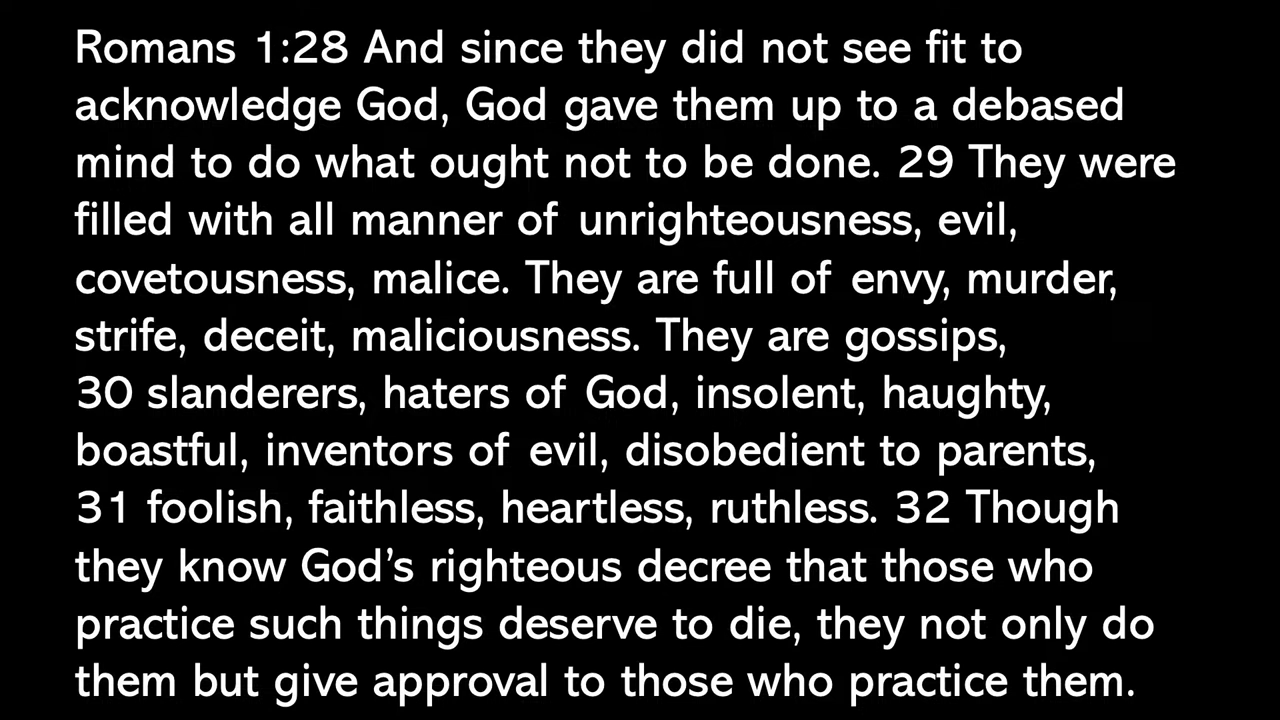 Romans 1:28 And since they did not see fit to
acknowledge God, God gave them up to a debased
mind to do what ought not to be done. 29 They were
filled with all manner of unrighteousness, evil,
covetousness, malice. They are full of envy, murder,
strife, deceit, maliciousness. They are gossips,
30 slanderers, haters of God, insolent, haughty,
boastful, inventors of evil, disobedient to parents,
31 foolish, faithless, heartless, ruthless. 32 Though
they know God’s righteous decree that those who
practice such things deserve to die, they not only do
them but give approval to those who practice them.